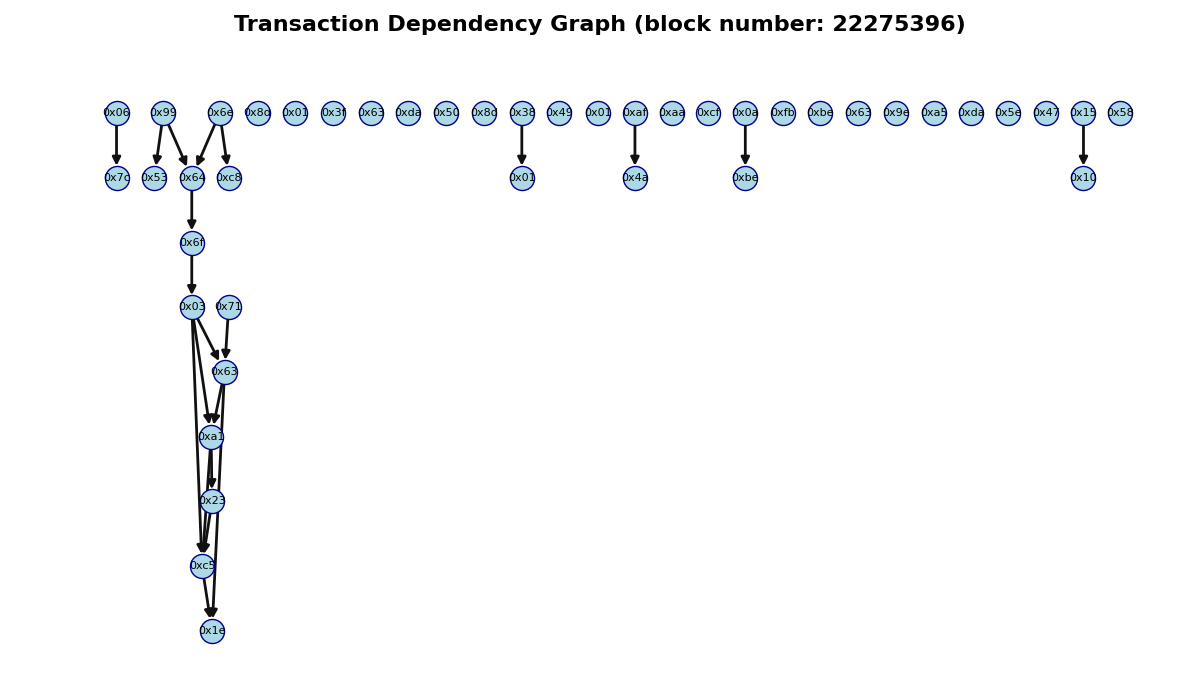 Transaction Dependency Graph (block number: 22275396)
0x06 0x99 0x6e 0x8d 0x01 0x3f 0x63 0xda 0x50 0x8d 0x38 0x49 0x01 0xaf 0xaa 0xcf 0x0a 0xfb 0xbe 0x63 0x9e 0xa5 0xda 0x5e 0x47 0x15 0x58
0x7c 0x53 0x64 0xc8 0x01 0x4a 0xbe 0x10
0x6f
0x03 0x71
0x63
0xa1
0x23
0xc5
0x1e